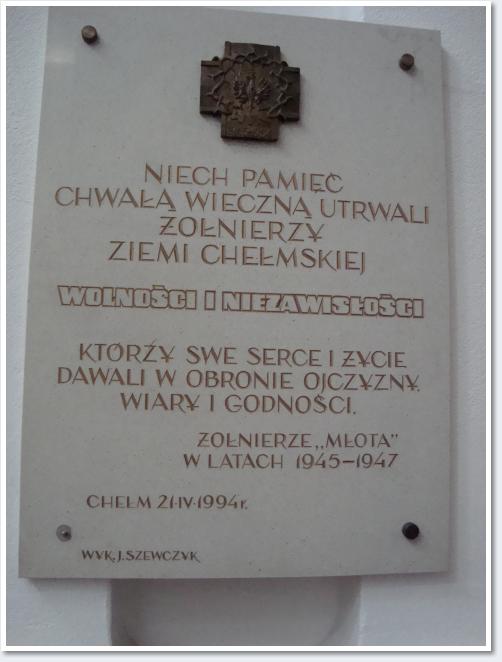 NIECH PAMIĘĆ
CHWAŁĄ WIECZNĄ UTRWALI
ŻOŁNIERZY
ZIEMI CHEŁMSKIEJ
WOLNOŚCI I NIEZAWISŁOŚCI
KTÓRZY SWE SERCE I ŻYCIE
DAWALI W OBRONIE OJCZYZNY,
WIARY I GODNOŚCI.
ŻOŁNIERZE „MŁOTA"
W LATACH 1945–1947
CHEŁM 21·IV·1994r.
WYK. J. SZEWCZYK